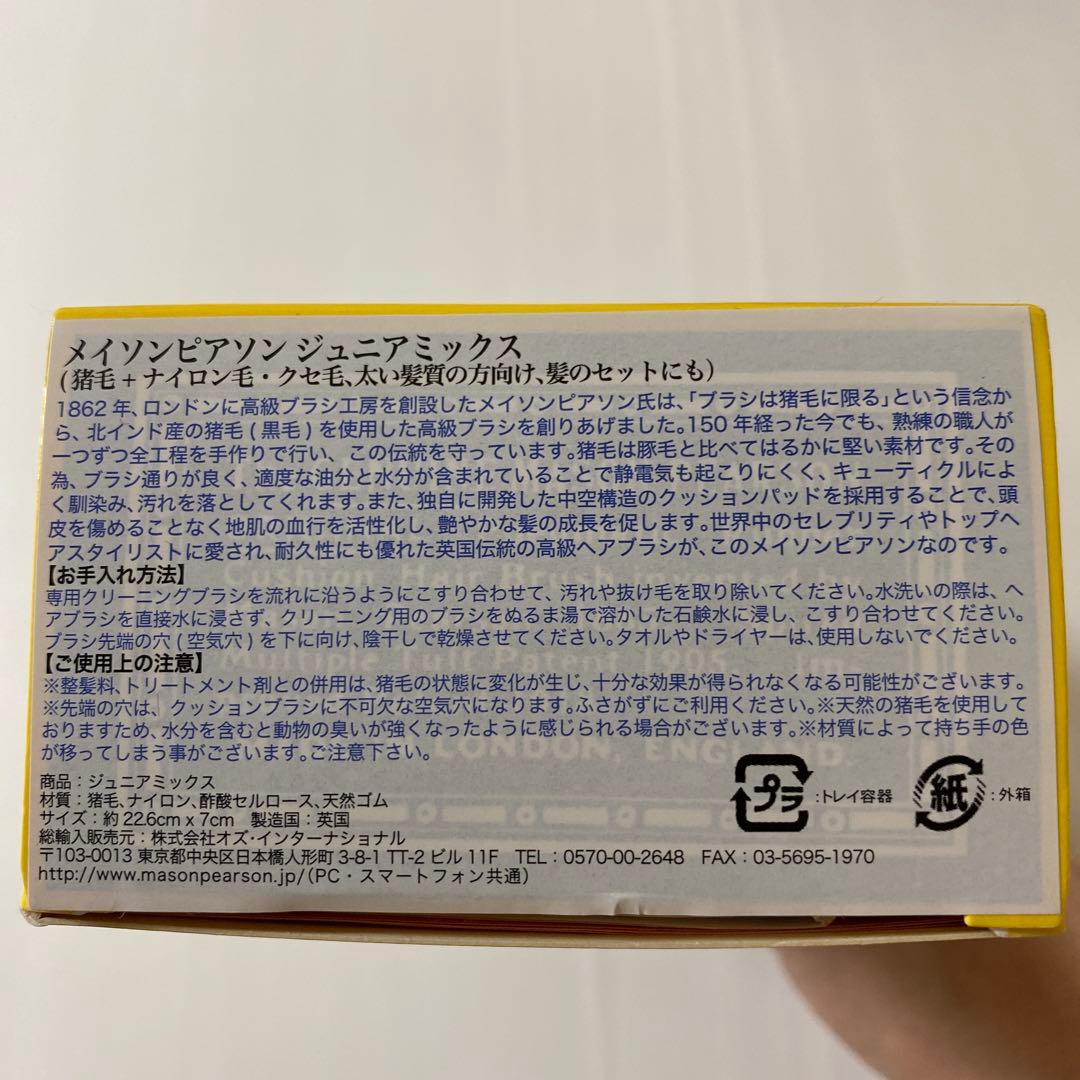 メイソンピアソン ジュニアミックス
(猪毛 + ナイロン毛・クセ毛、太い髪質の方向け、髪のセットにも)
1862 年、ロンドンに高級ブラシ工房を創設したメイソンピアソン氏は、「ブラシは猪毛に限る」という信念か
ら、北インド産の猪毛 ( 黒毛 ) を使用した高級ブラシを創りあげました。150 年経った今でも、熟練の職人が
一つずつ全工程を手作りで行い、この伝統を守っています。猪毛は豚毛と比べてはるかに堅い素材です。その
為、ブラシ通りが良く、適度な油分と水分が含まれていることで静電気も起こりにくく、キューティクルによ
く馴染み、汚れを落としてくれます。また、独自に開発した中空構造のクッションパッドを採用することで、頭
皮を傷めることなく地肌の血行を活性化し、艶やかな髪の成長を促します。世界中のセレブリティやトップヘ
アスタイリストに愛され、耐久性にも優れた英国伝統の高級ヘアブラシが、このメイソンピアソンなのです。
【お手入れ方法】
専用クリーニングブラシを流れに沿うようにこすり合わせて、汚れや抜け毛を取り除いてください。水洗いの際は、ヘ
アブラシを直接水に浸さず、クリーニング用のブラシをぬるま湯で溶かした石鹸水に浸し、こすり合わせてください。
ブラシ先端の穴 ( 空気穴 ) を下に向け、陰干しで乾燥させてください。タオルやドライヤーは、使用しないでください。
【ご使用上の注意】
※整髪料、トリートメント剤との併用は、猪毛の状態に変化が生じ、十分な効果が得られなくなる可能性がございます。
※先端の穴は、クッションブラシに不可欠な空気穴になります。ふさがずにご利用ください。※天然の猪毛を使用して
おりますため、水分を含むと動物の臭いが強くなったように感じられる場合がございます。※材質によって持ち手の色
が移ってしまう事がございます。ご注意下さい。
商品：ジュニアミックス
材質：猪毛、ナイロン、酢酸セルロース、天然ゴム
サイズ：約 22.6cm x 7cm 製造国：英国
総輸入販売元：株式会社オズ・インターナショナル
〒103-0013 東京都中央区日本橋人形町 3-8-1 TT-2 ビル 11F TEL：0570-00-2648 FAX：03-5695-1970
http://www.masonpearson.jp/(PC・スマートフォン共通)
プラ :トレイ容器
紙 :外箱
Cushion Hair Brush
Multiple Tuft Patent 1905.
LONDON, ENGLAND.